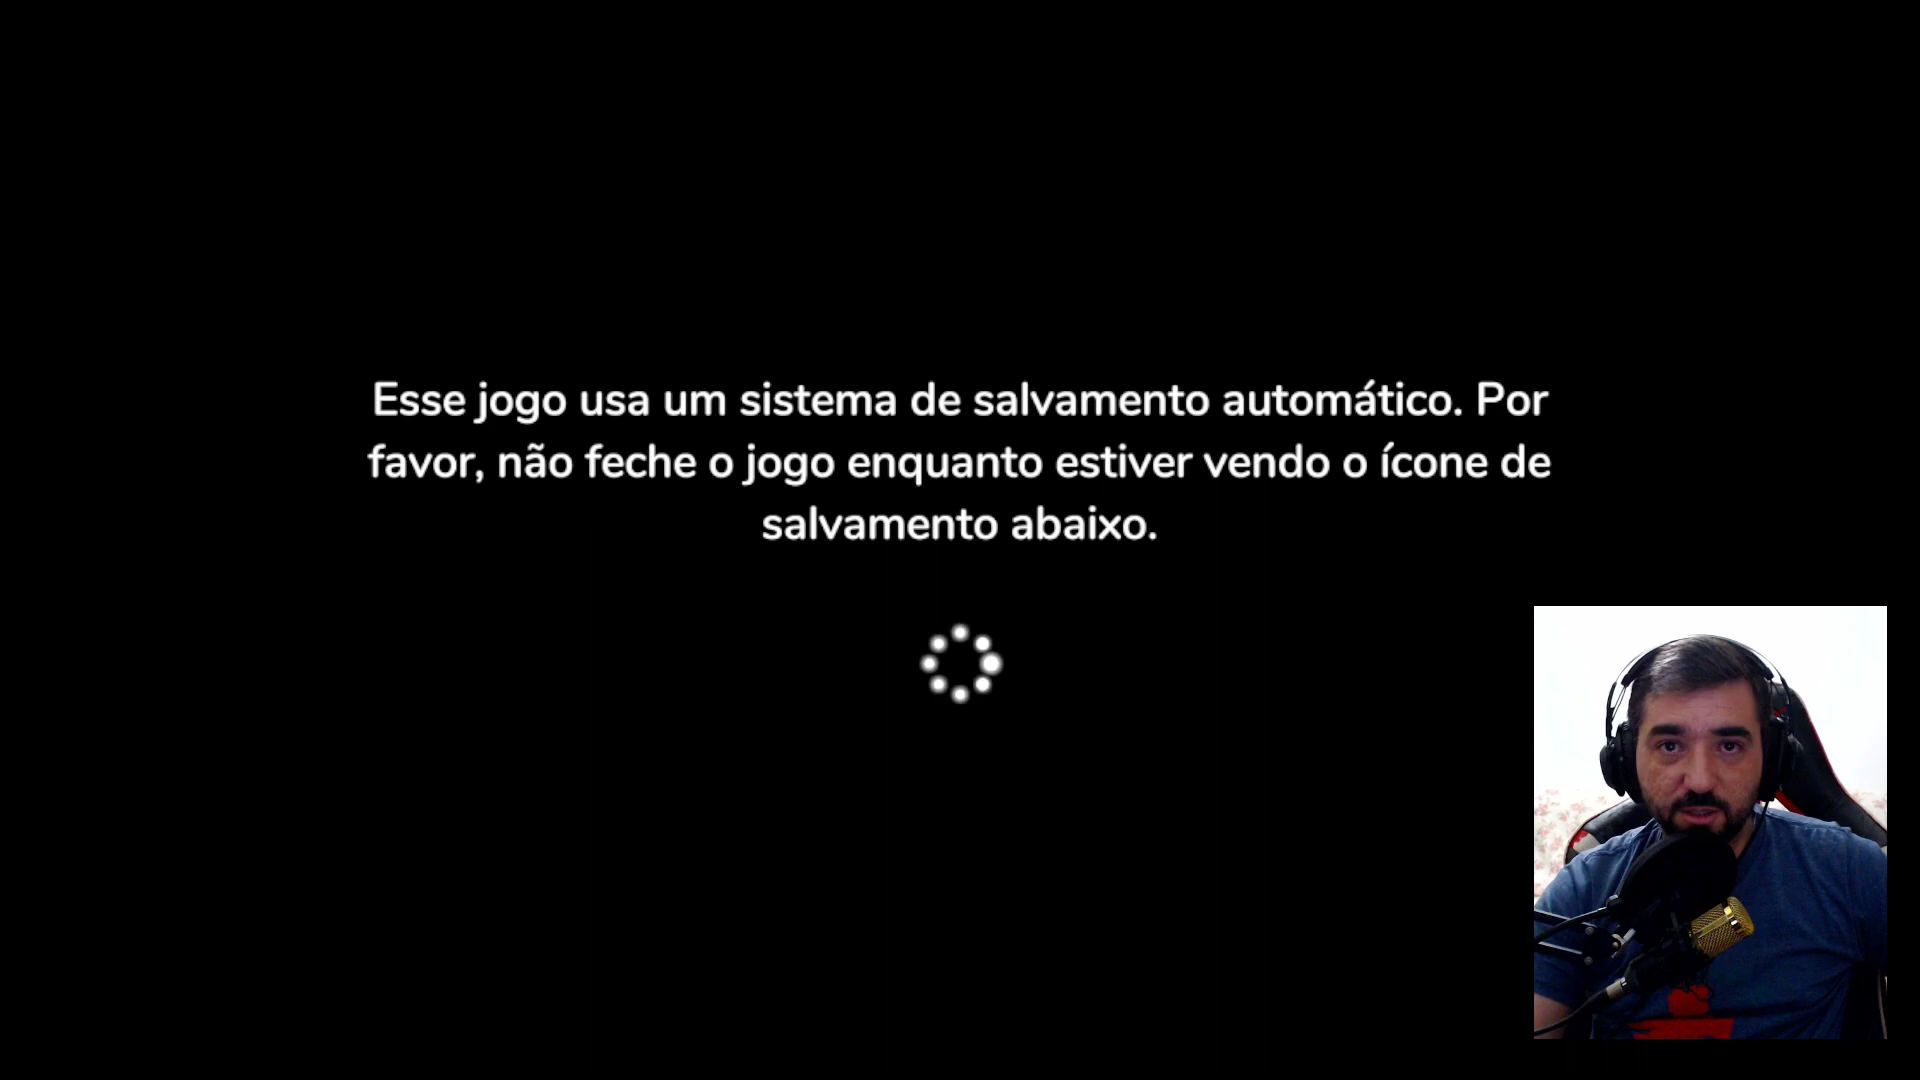 Esse jogo usa um sistema de salvamento automático. Por
favor, não feche o jogo enquanto estiver vendo o ícone de
salvamento abaixo.